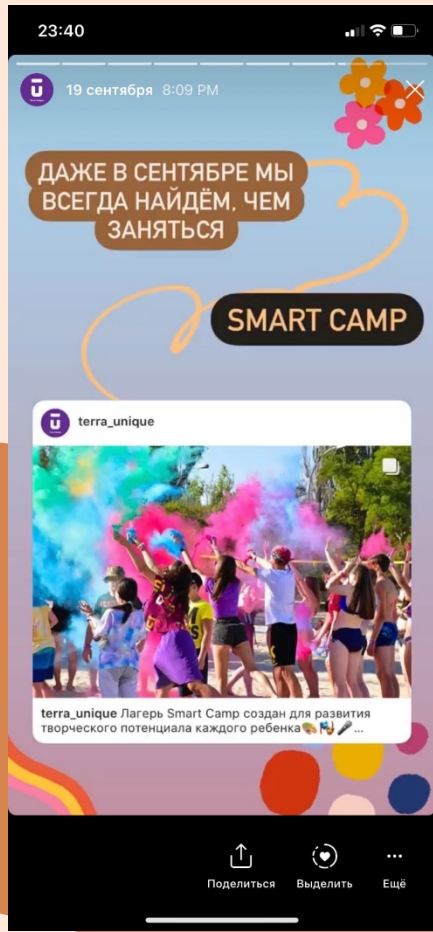 23:40
19 сентября 8:09 PM
ДАЖЕ В СЕНТЯБРЕ МЫ
ВСЕГДА НАЙДЁМ, ЧЕМ
ЗАНЯТЬСЯ
SMART CAMP
terra_unique
terra_unique Лагерь Smart Camp создан для развития
творческого потенциала каждого ребенка🎨🎭🎤...
Поделиться Выделить Ещё